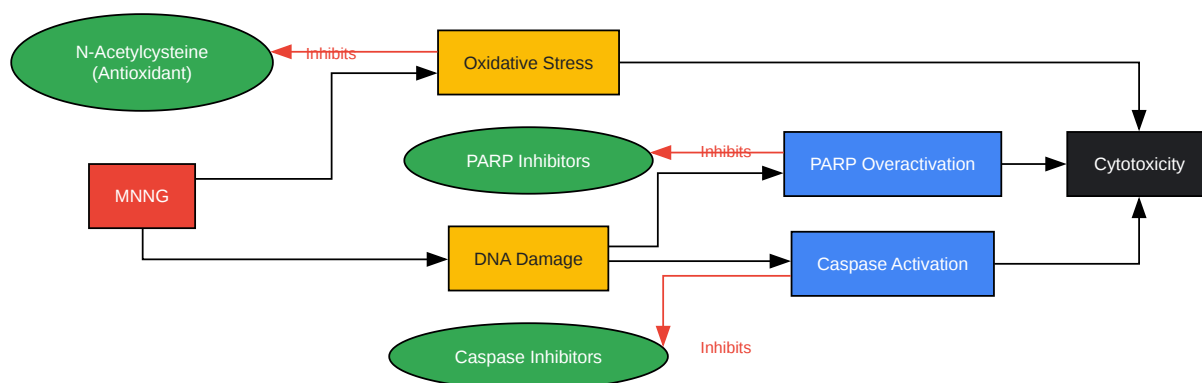 N-Acetylcysteine
(Antioxidant)
Inhibits
Oxidative Stress
PARP Inhibitors
Inhibits
PARP Overactivation
Cytotoxicity
MNNG
DNA Damage
Caspase Activation
Caspase Inhibitors
Inhibits